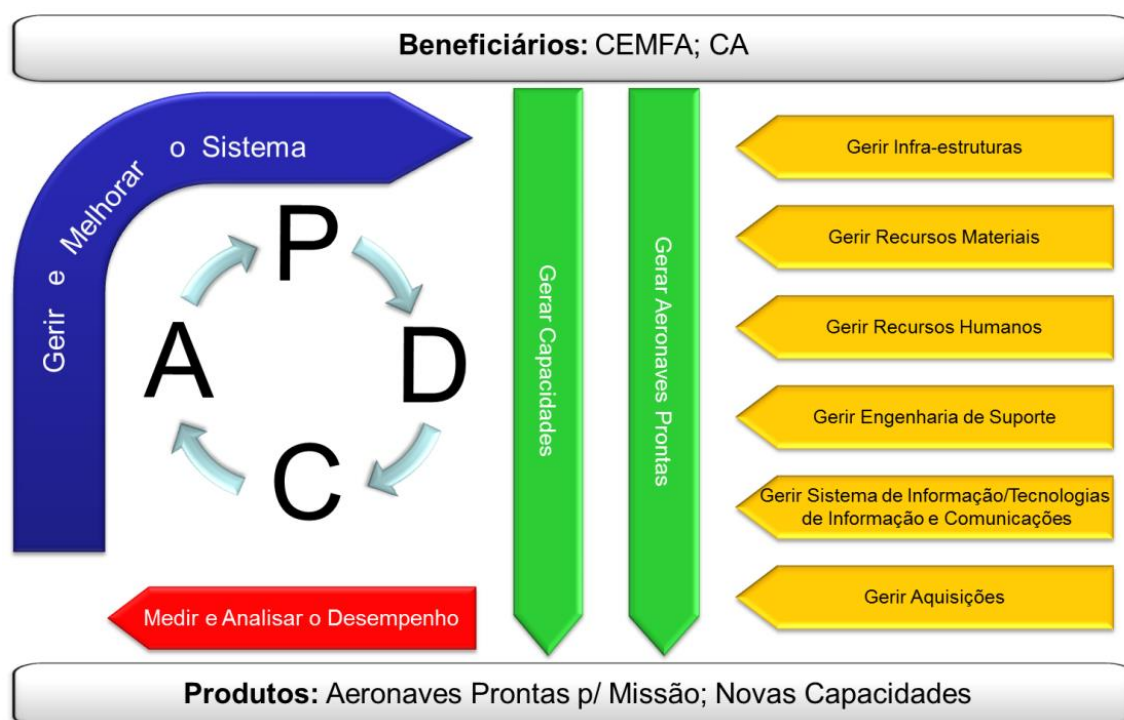 Beneficiários: CEMFA; CA
Gerir e Melhorar o Sistema
P
D
C
A
Medir e Analisar o Desempenho
Gerar Capacidades
Gerar Aeronaves Prontas
Gerir Infra-estruturas
Gerir Recursos Materiais
Gerir Recursos Humanos
Gerir Engenharia de Suporte
Gerir Sistema de Informação/Tecnologias
de Informação e Comunicações
Gerir Aquisições
Produtos: Aeronaves Prontas p/ Missão; Novas Capacidades